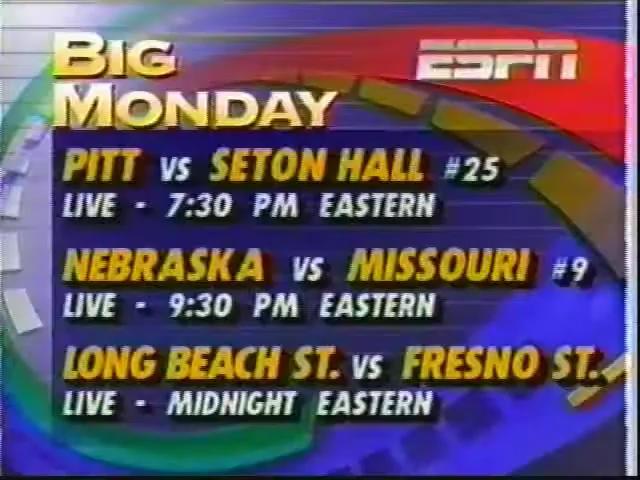 BIG
MONDAY
ESPN
PITT VS SETON HALL #25
LIVE - 7:30 PM EASTERN
NEBRASKA VS MISSOURI #9
LIVE - 9:30 PM EASTERN
LONG BEACH ST. VS FRESNO ST.
LIVE - MIDNIGHT EASTERN